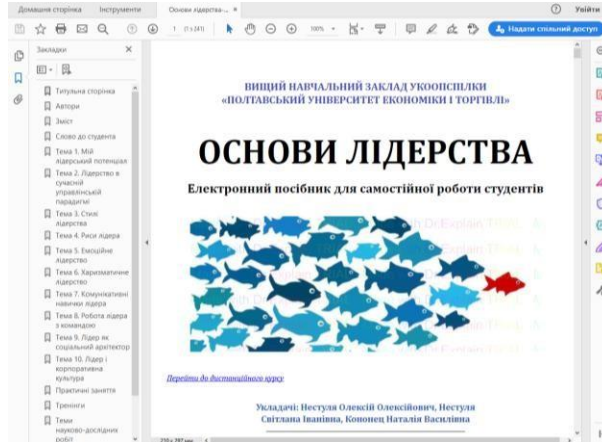 Домашня сторінка Інструменти Основи лідерства-... × Увійти
1 (1 з 241) 100% Надати спільний доступ
Закладки ×
Титульна сторінка
Автори
Зміст
Слово до студента
Тема 1. Мій
лідерський потенціал
Тема 2. Лідерство в
сучасній
управлінській
парадигмі
Тема 3. Стилі
лідерства
Тема 4. Риси лідера
Тема 5. Емоційне
лідерство
Тема 6. Харизматичне
лідерство
Тема 7. Комунікативні
навички лідера
Тема 8. Робота лідера
з командою
Тема 9. Лідер як
соціальний архітектор
Тема 10. Лідер і
корпоративна
культура
Практичні заняття
Тренінги
Теми
науково-дослідних
робіт
ВИЩИЙ НАВЧАЛЬНИЙ ЗАКЛАД УКООПСПІЛКИ
«ПОЛТАВСЬКИЙ УНІВЕРСИТЕТ ЕКОНОМІКИ І ТОРГІВЛІ»
ОСНОВИ ЛІДЕРСТВА
Електронний посібник для самостійної роботи студентів
Перейти до дистанційного курсу
Укладачі: Нестуля Олексій Олексійович, Нестуля
Світлана Іванівна, Кононец Наталія Василівна
210 x 297 мм